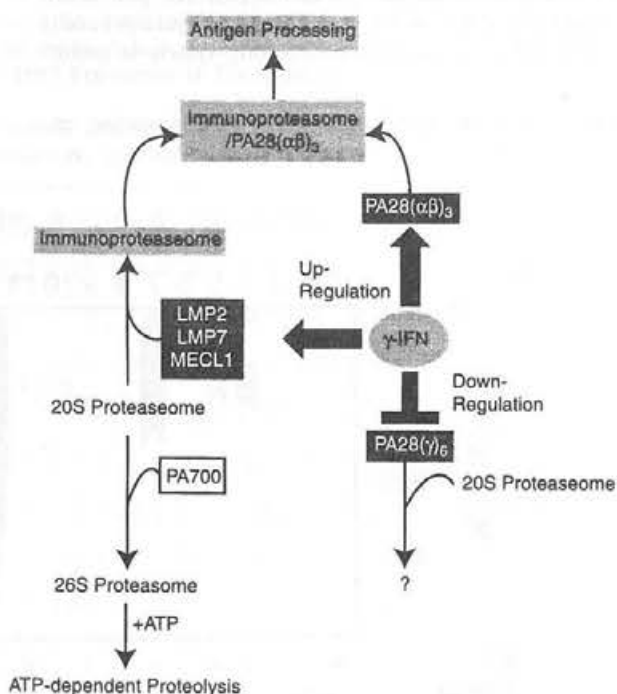 Antigen Processing
Immunoproteasome
/PA28(αβ)₃
PA28(αβ)₃
Immunoproteaseome
Up-
Regulation
LMP2
LMP7
MECL1
γ-IFN
Down-
Regulation
20S Proteaseome
PA28(γ)₆
PA700
20S Proteaseome
26S Proteasome
?
+ATP
ATP-dependent Proteolysis